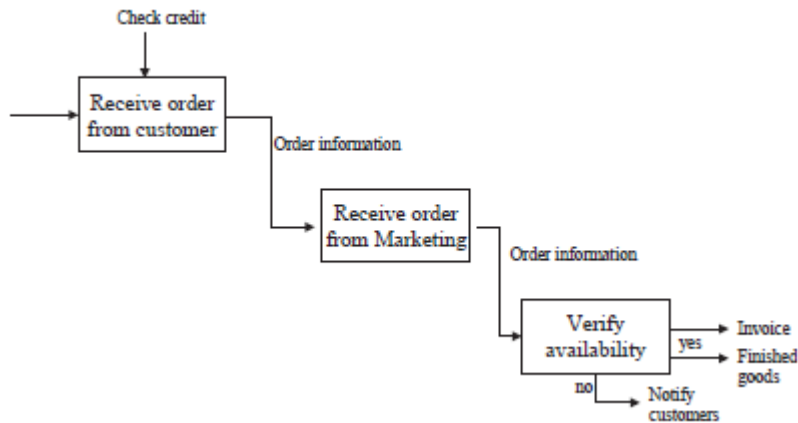 Check credit
Receive order
from customer
Order information
Receive order
from Marketing
Order information
Verify
availability
Invoice
yes
Finished
goods
no
Notify
customers